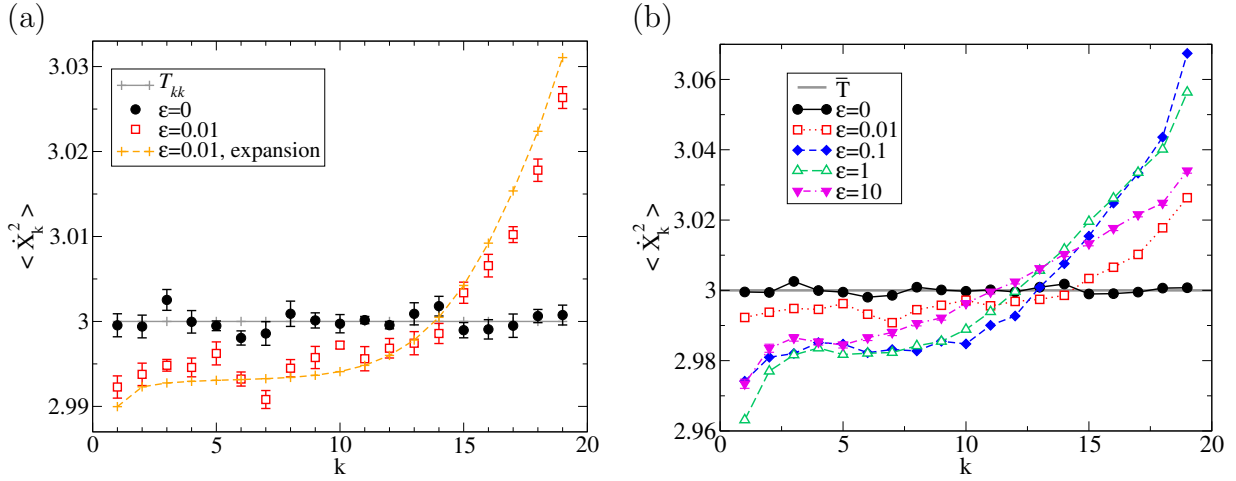 (a)
3.03
3.02
3.01
3
2.99
< Ẋ_k^2 >
T_kk
ε=0
ε=0.01
ε=0.01, expansion
0 5 10 15 20
k
(b)
3.06
3.04
3.02
3
2.98
2.96
< Ẋ_k^2 >
T̄
ε=0
ε=0.01
ε=0.1
ε=1
ε=10
0 5 10 15 20
k